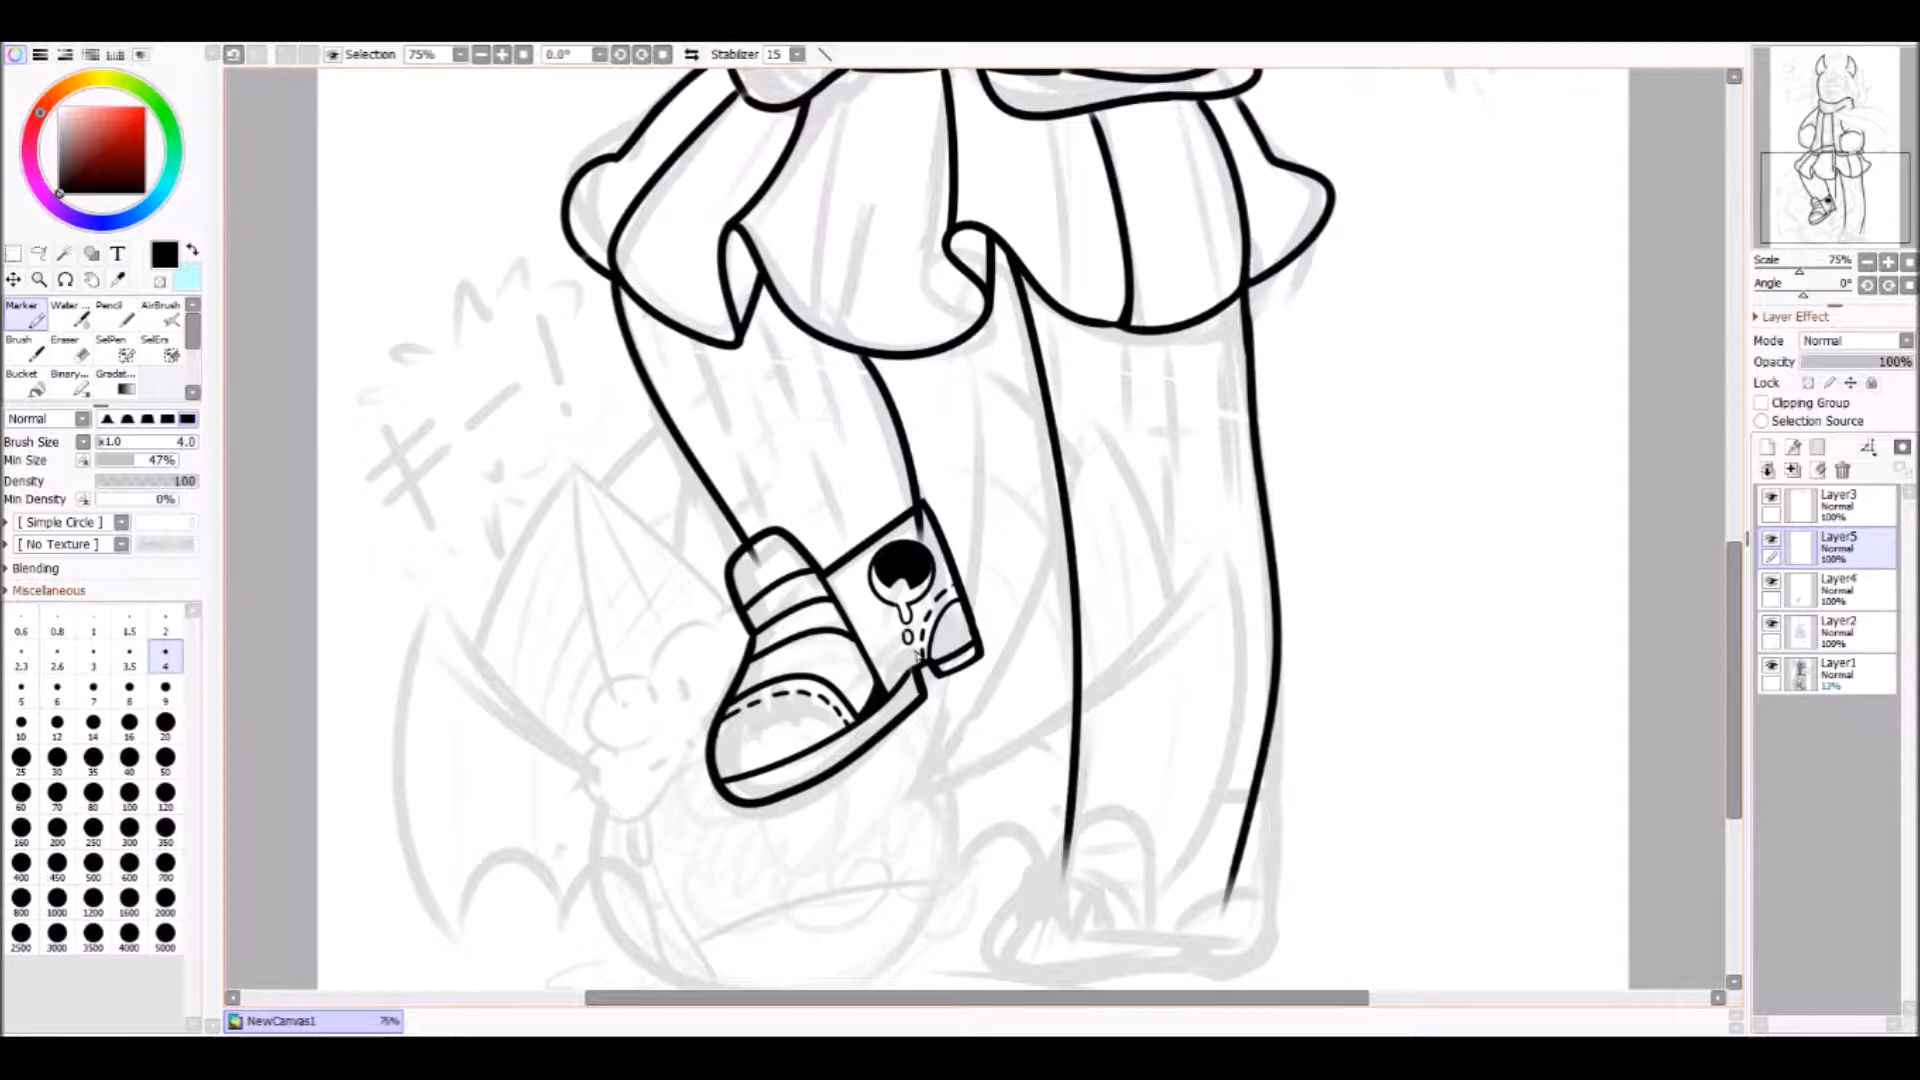 Selection 75% 0.0° Stabilizer 15
T
Marker Water ... Pencil AirBrush
Brush Eraser SelPen SelErs
Bucket Binary... Gradat...
Normal
Brush Size x1.0 4.0
Min Size 47%
Density 100
Min Density 0%
[ Simple Circle ]
[ No Texture ]
Blending
Miscellaneous
0.6 0.8 1 1.5 2
2.3 2.6 3 3.5 4
5 6 7 8 9
10 12 14 16 20
25 30 35 40 50
60 70 80 100 120
160 200 250 300 350
400 450 500 600 700
800 1000 1200 1600 2000
2500 3000 3500 4000 5000
#-!
NewCanvas1 75%
Scale 75%
Angle 0°
Layer Effect
Mode Normal
Opacity 100%
Lock
Clipping Group
Selection Source
Layer3
Normal
100%
Layer5
Normal
100%
Layer4
Normal
100%
Layer2
Normal
100%
Layer1
Normal
13%